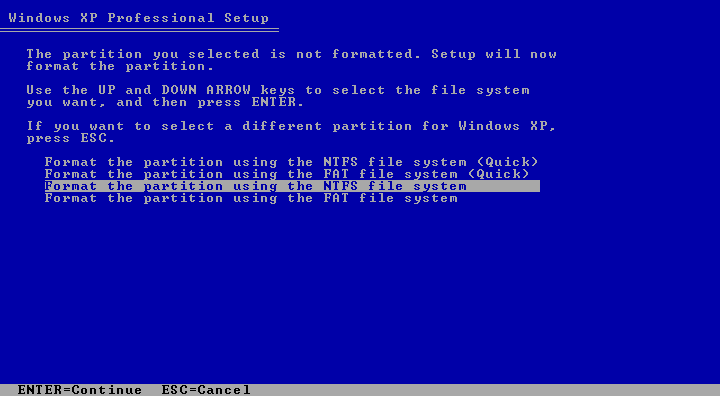 Windows XP Professional Setup
The partition you selected is not formatted. Setup will now
format the partition.
Use the UP and DOWN ARROW keys to select the file system
you want, and then press ENTER.
If you want to select a different partition for Windows XP,
press ESC.
Format the partition using the NTFS file system (Quick)
Format the partition using the FAT file system (Quick)
Format the partition using the NTFS file system
Format the partition using the FAT file system
ENTER=Continue  ESC=Cancel